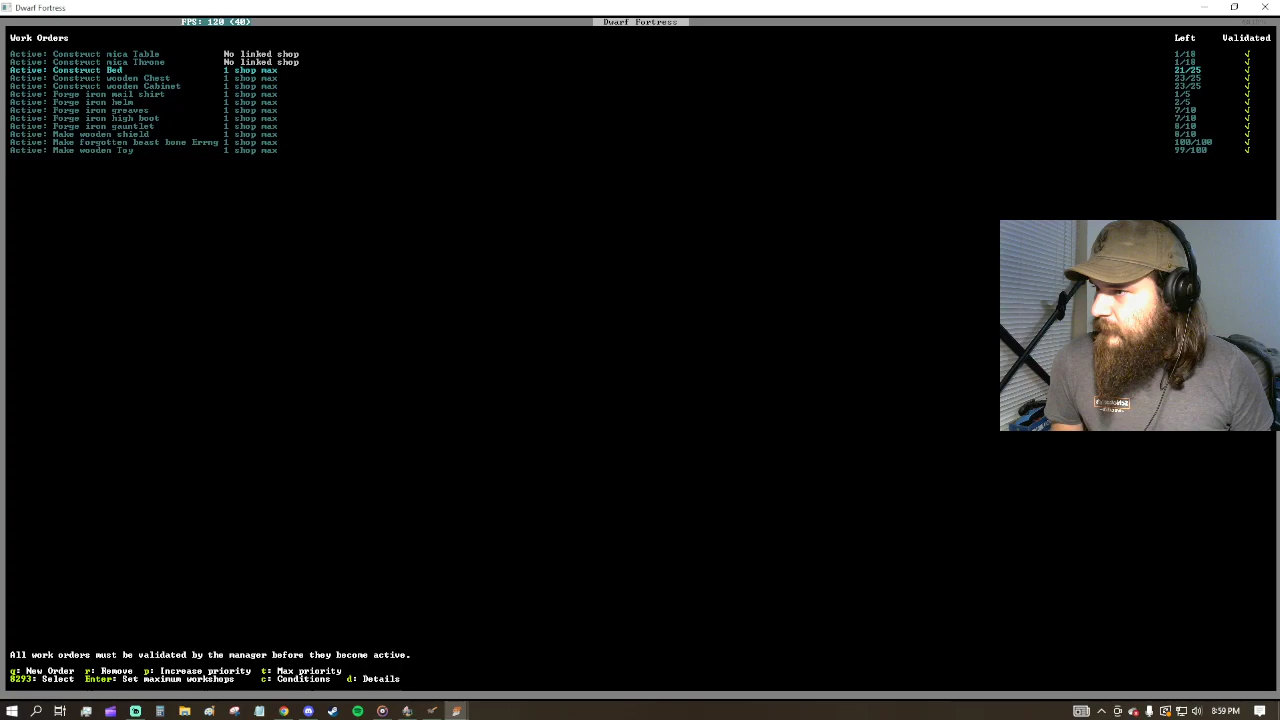 Dwarf Fortress
FPS: 120 (40)
Dwarf Fortress
Work Orders Left Validated
Active: Construct mica Table No linked shop 1/18
Active: Construct mica Throne No linked shop 1/18
Active: Construct Bed 1 shop max 21/25
Active: Construct wooden Chest 1 shop max 23/25
Active: Construct wooden Cabinet 1 shop max 23/25
Active: Forge iron mail shirt 1 shop max 1/5
Active: Forge iron helm 1 shop max 2/5
Active: Forge iron greaves 1 shop max 7/10
Active: Forge iron high boot 1 shop max 7/10
Active: Forge iron gauntlet 1 shop max 8/10
Active: Make wooden shield 1 shop max 8/10
Active: Make forgotten beast bone Errng 1 shop max 100/100
Active: Make wooden Toy 1 shop max 99/100
All work orders must be validated by the manager before they become active.
q: New Order r: Remove p: Increase priority t: Max priority
8293: Select Enter: Set maximum workshops c: Conditions d: Details
8:59 PM